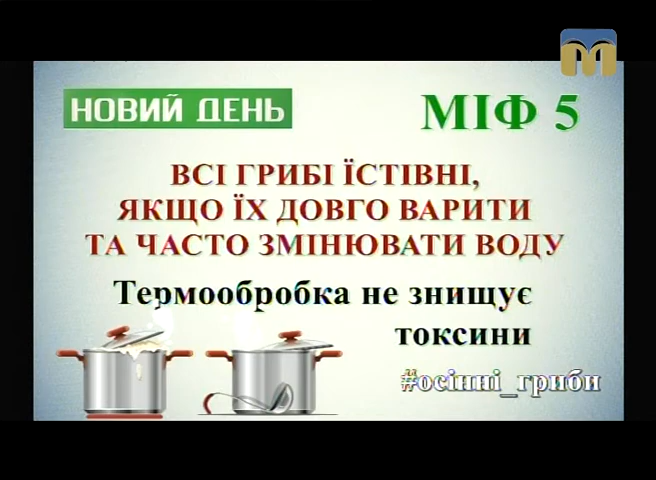 НОВИЙ ДЕНЬ
МІФ 5
ВСІ ГРИБІ ЇСТІВНІ,
ЯКЩО ЇХ ДОВГО ВАРИТИ
ТА ЧАСТО ЗМІНЮВАТИ ВОДУ
Термообробка не знищує
токсини
#осінні_гриби